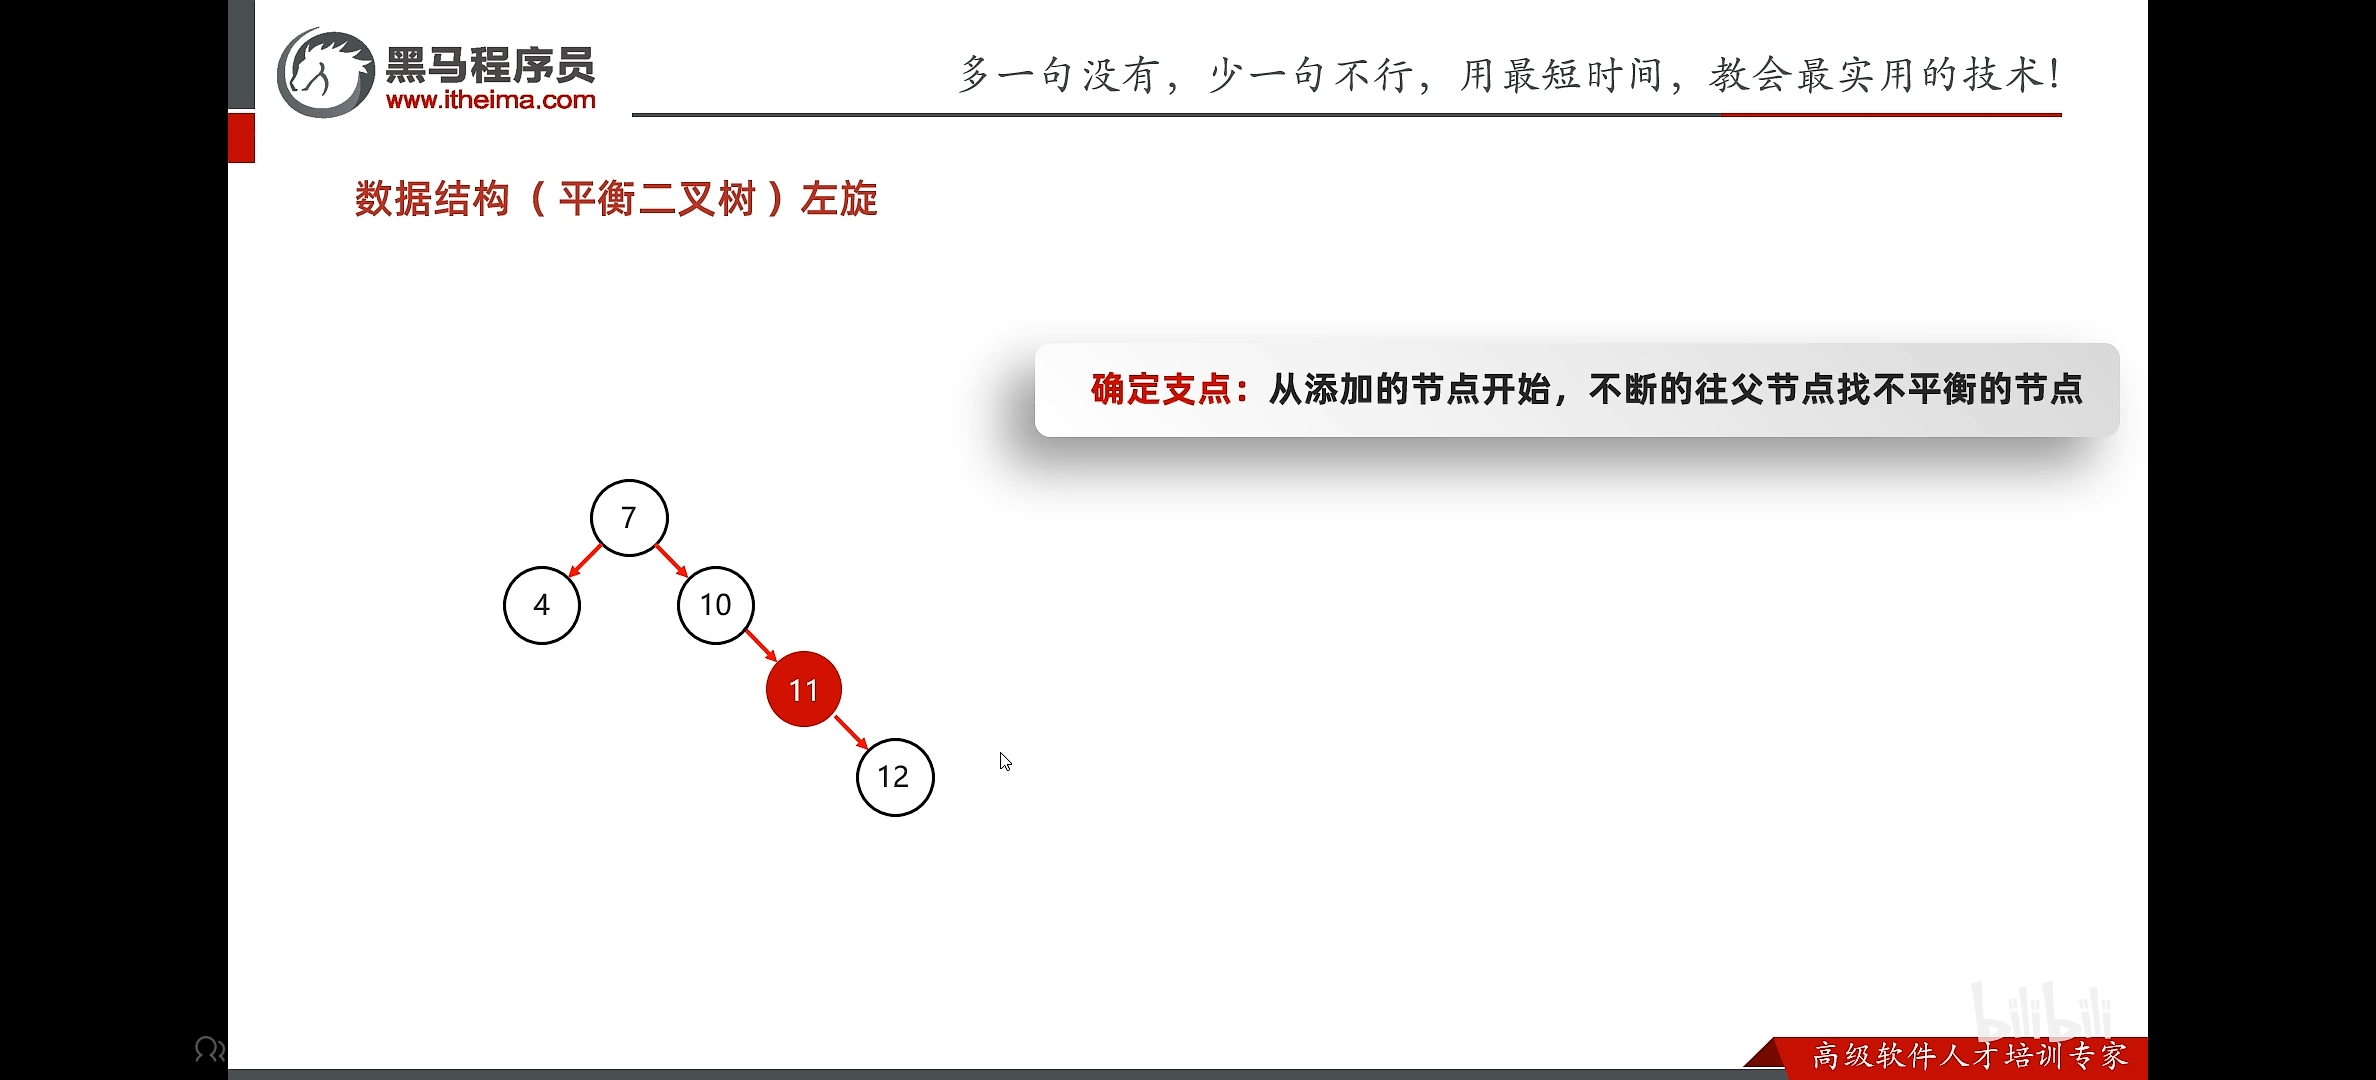 黑马程序员
www.itheima.com
多一句没有，少一句不行，用最短时间，教会最实用的技术！
数据结构（平衡二叉树）左旋
确定支点：从添加的节点开始，不断的往父节点找不平衡的节点
7
4
10
11
12
bilibili
高级软件人才培训专家